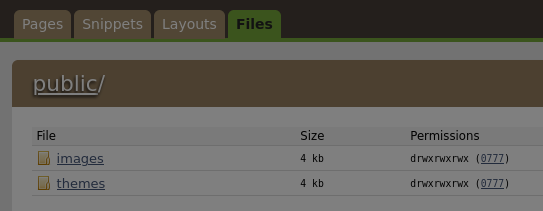 Pages Snippets Layouts Files
public/
File Size Permissions
images 4 kb drwxrwxrwx (0777)
themes 4 kb drwxrwxrwx (0777)